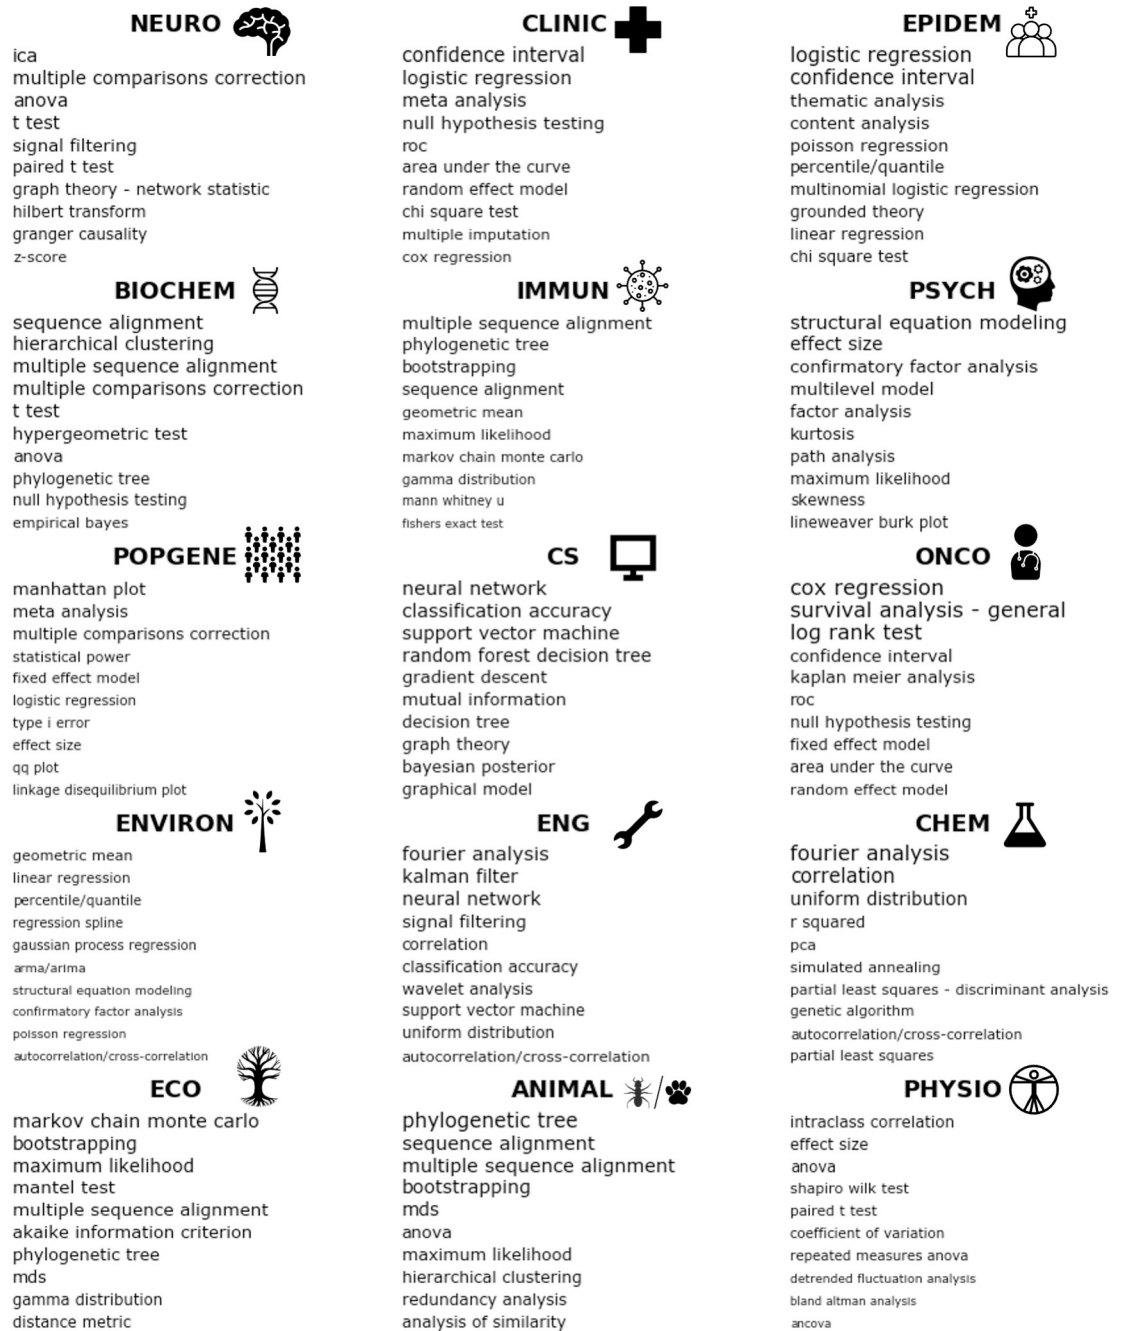 NEURO
ica
multiple comparisons correction
anova
t test
signal filtering
paired t test
graph theory - network statistic
hilbert transform
granger causality
z-score
CLINIC
confidence interval
logistic regression
meta analysis
null hypothesis testing
roc
area under the curve
random effect model
chi square test
multiple imputation
cox regression
EPIDEM
logistic regression
confidence interval
thematic analysis
content analysis
poisson regression
percentile/quantile
multinomial logistic regression
grounded theory
linear regression
chi square test
BIOCHEM
sequence alignment
hierarchical clustering
multiple sequence alignment
multiple comparisons correction
t test
hypergeometric test
anova
phylogenetic tree
null hypothesis testing
empirical bayes
IMMUN
multiple sequence alignment
phylogenetic tree
bootstrapping
sequence alignment
geometric mean
maximum likelihood
markov chain monte carlo
gamma distribution
mann whitney u
fishers exact test
PSYCH
structural equation modeling
effect size
confirmatory factor analysis
multilevel model
factor analysis
kurtosis
path analysis
maximum likelihood
skewness
lineweaver burk plot
POPGENE
manhattan plot
meta analysis
multiple comparisons correction
statistical power
fixed effect model
logistic regression
type i error
effect size
qq plot
linkage disequilibrium plot
CS
neural network
classification accuracy
support vector machine
random forest decision tree
gradient descent
mutual information
decision tree
graph theory
bayesian posterior
graphical model
ONCO
cox regression
survival analysis - general
log rank test
confidence interval
kaplan meier analysis
roc
null hypothesis testing
fixed effect model
area under the curve
random effect model
ENVIRON
geometric mean
linear regression
percentile/quantile
regression spline
gaussian process regression
arma/arima
structural equation modeling
confirmatory factor analysis
poisson regression
autocorrelation/cross-correlation
ENG
fourier analysis
kalman filter
neural network
signal filtering
correlation
classification accuracy
wavelet analysis
support vector machine
uniform distribution
autocorrelation/cross-correlation
CHEM
fourier analysis
correlation
uniform distribution
r squared
pca
simulated annealing
partial least squares - discriminant analysis
genetic algorithm
autocorrelation/cross-correlation
partial least squares
ECO
markov chain monte carlo
bootstrapping
maximum likelihood
mantel test
multiple sequence alignment
akaike information criterion
phylogenetic tree
mds
gamma distribution
distance metric
ANIMAL
phylogenetic tree
sequence alignment
multiple sequence alignment
bootstrapping
mds
anova
maximum likelihood
hierarchical clustering
redundancy analysis
analysis of similarity
PHYSIO
intraclass correlation
effect size
anova
shapiro wilk test
paired t test
coefficient of variation
repeated measures anova
detrended fluctuation analysis
bland altman analysis
ancova